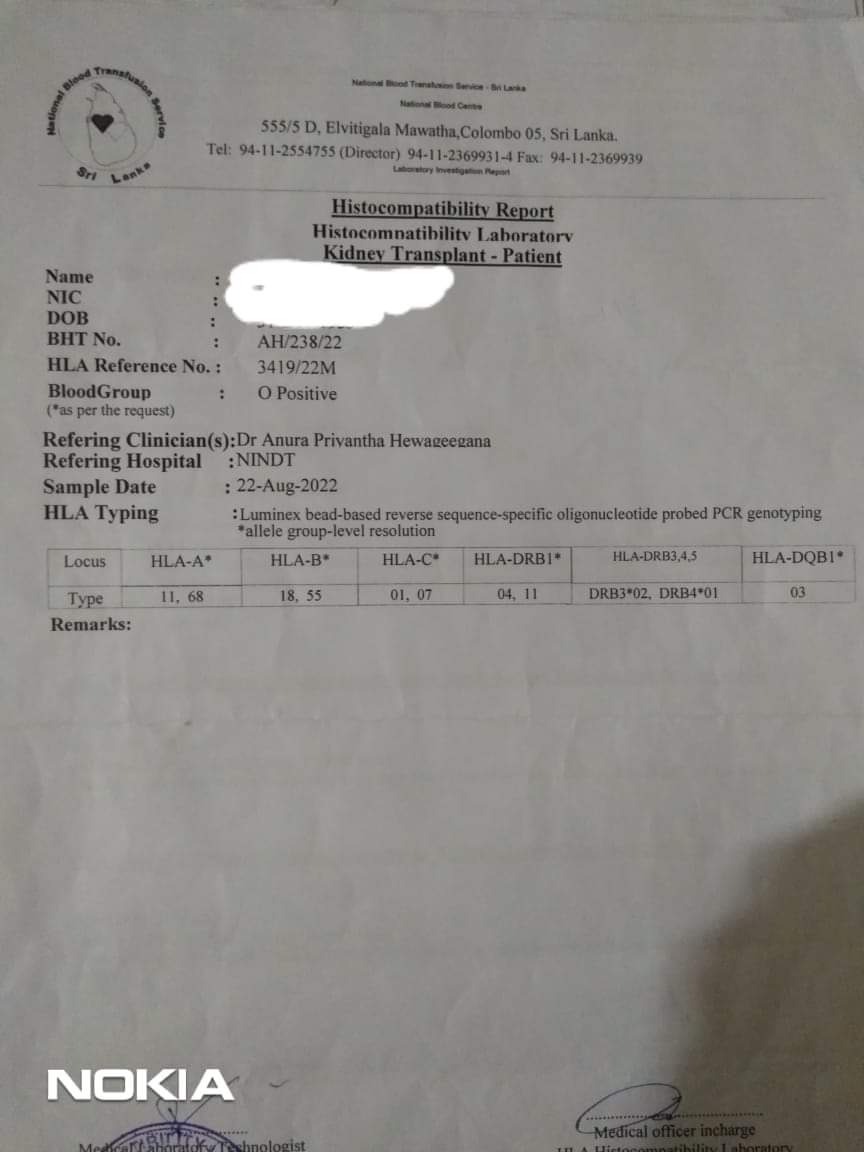 National Blood Transfusion Service
Sri Lanka
National Blood Transfusion Service - Sri Lanka
National Blood Centre
555/5 D, Elvitigala Mawatha,Colombo 05, Sri Lanka.
Tel: 94-11-2554755 (Director) 94-11-2369931-4 Fax: 94-11-2369939
Laboratory Investigation Report
Histocompatibility Report
Histocompatibility Laboratory
Kidney Transplant - Patient
Name :
NIC :
DOB :
BHT No. : AH/238/22
HLA Reference No. : 3419/22M
BloodGroup : O Positive
(*as per the request)
Refering Clinician(s):Dr Anura Priyantha Hewageegana
Refering Hospital :NINDT
Sample Date : 22-Aug-2022
HLA Typing :Luminex bead-based reverse sequence-specific oligonucleotide probed PCR genotyping
*allele group-level resolution
Locus HLA-A* HLA-B* HLA-C* HLA-DRB1* HLA-DRB3,4,5 HLA-DQB1*
Type 11, 68 18, 55 01, 07 04, 11 DRB3*02, DRB4*01 03
Remarks:
NOKIA
Medical Laboratory Technologist
Medical officer incharge
HLA Histocompatibility Laboratory